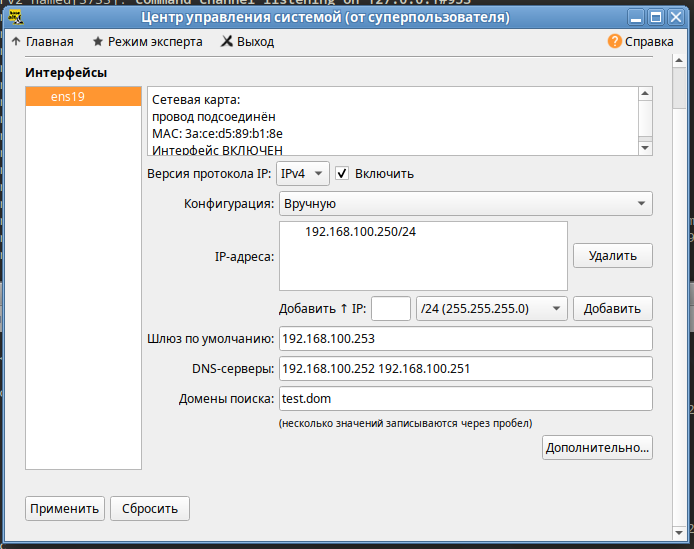 Центр управления системой (от суперпользователя)
Главная Режим эксперта Выход Справка
Интерфейсы
ens19
Сетевая карта:
провод подсоединён
MAC: 3a:ce:d5:89:b1:8e
Интерфейс ВКЛЮЧЕН
Версия протокола IP: IPv4 Включить
Конфигурация: Вручную
IP-адреса: 192.168.100.250/24 Удалить
Добавить ↑ IP: /24 (255.255.255.0) Добавить
Шлюз по умолчанию: 192.168.100.253
DNS-серверы: 192.168.100.252 192.168.100.251
Домены поиска: test.dom
(несколько значений записываются через пробел)
Дополнительно...
Применить Сбросить